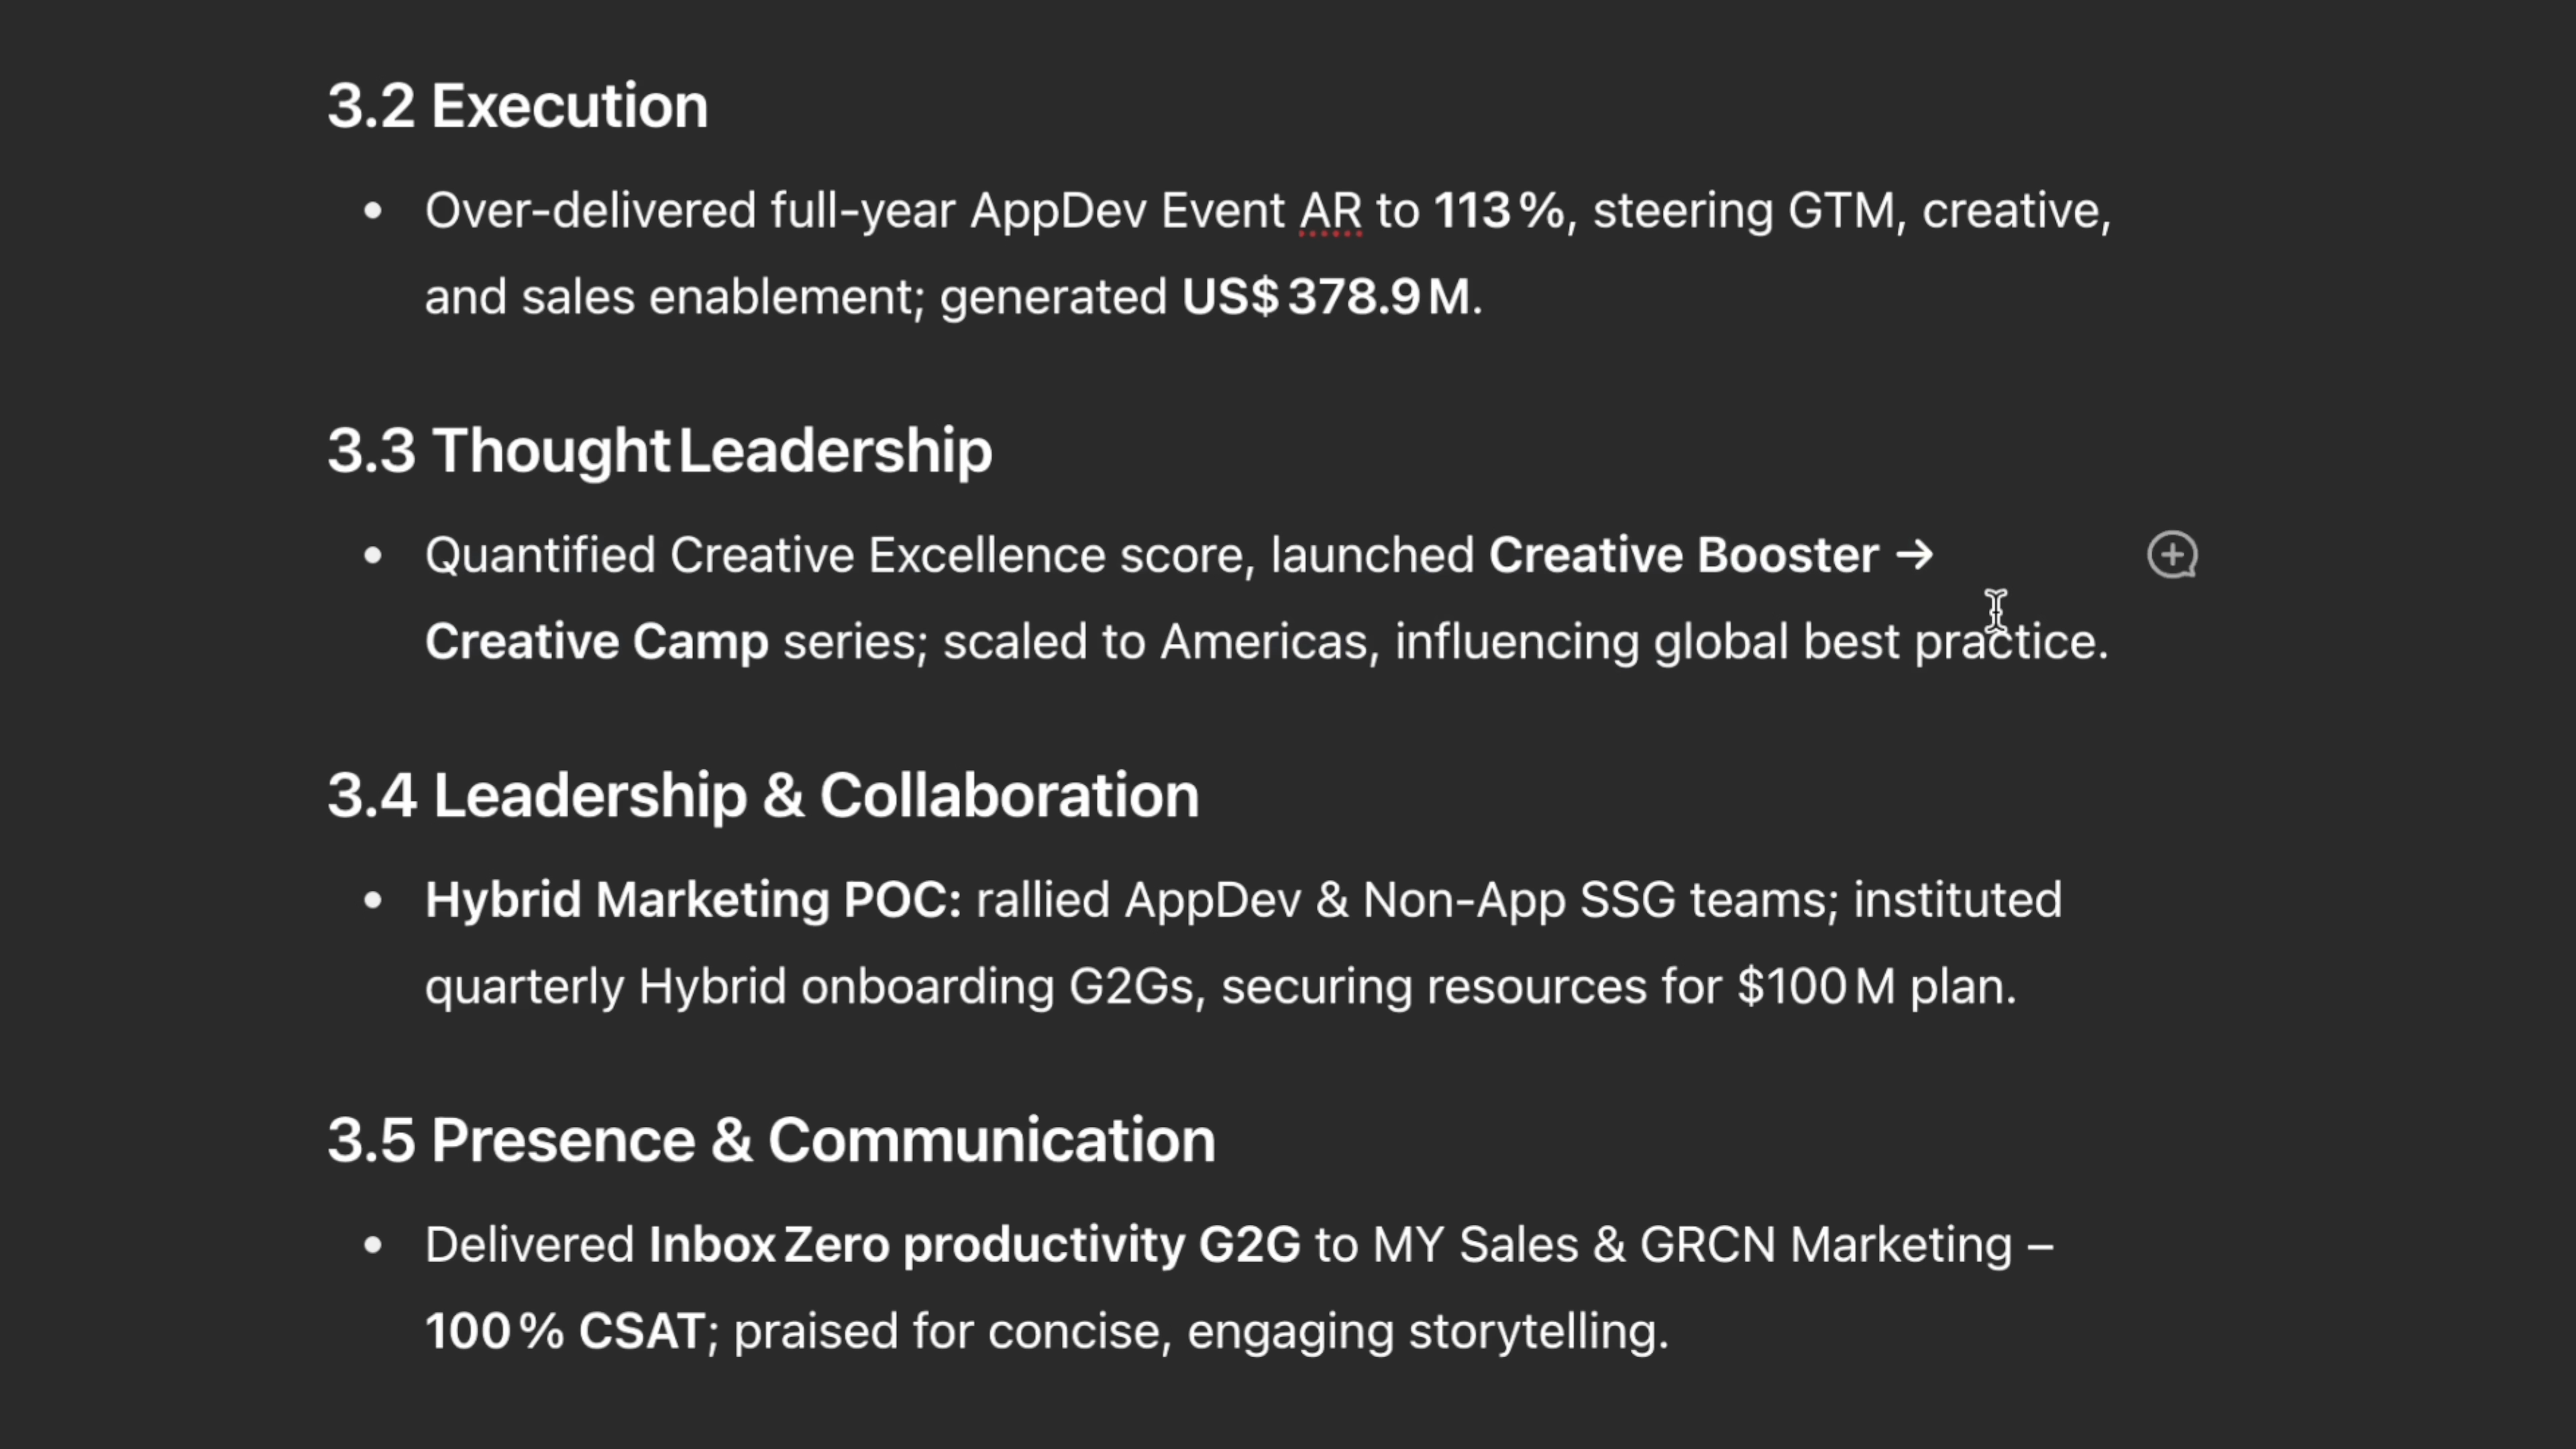 3.2 Execution
• Over-delivered full-year AppDev Event AR to 113 %, steering GTM, creative,
and sales enablement; generated US$ 378.9 M.
3.3 Thought Leadership
• Quantified Creative Excellence score, launched Creative Booster →
Creative Camp series; scaled to Americas, influencing global best practice.
3.4 Leadership & Collaboration
• Hybrid Marketing POC: rallied AppDev & Non-App SSG teams; instituted
quarterly Hybrid onboarding G2Gs, securing resources for $100 M plan.
3.5 Presence & Communication
• Delivered Inbox Zero productivity G2G to MY Sales & GRCN Marketing –
100 % CSAT; praised for concise, engaging storytelling.